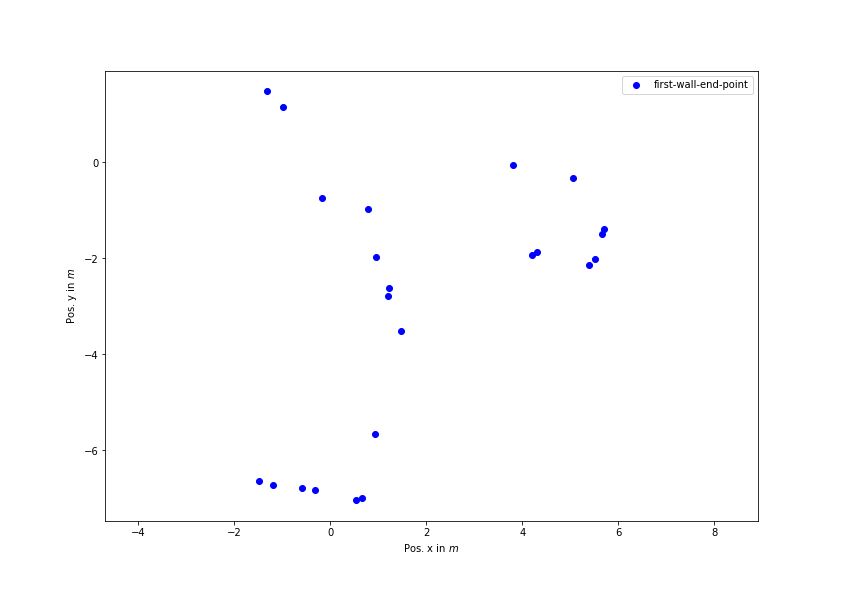 first-wall-end-point
0
−2
−4
−6
Pos. y in m
−4 −2 0 2 4 6 8
Pos. x in m